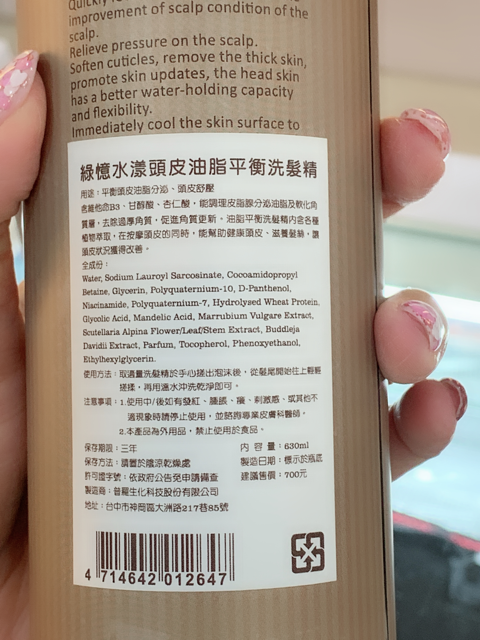 improvement of scalp condition of the
scalp.
Relieve pressure on the scalp.
Soften cuticles, remove the thick skin,
promote skin updates, the head skin
has a better water-holding capacity
and flexibility.
Immediately cool the skin surface to
綠憶水漾頭皮油脂平衡洗髮精
用途：平衡頭皮油脂分泌、頭皮舒壓
含維他命B3、甘醇酸、杏仁酸，能調理皮脂腺分泌油脂及軟化角
質層，去除過厚角質，促進角質更新。油脂平衡洗髮精內含各種
植物萃取，在按摩頭皮的同時，能幫助健康頭皮、滋養髮絲，讓
頭皮狀況獲得改善。
全成份：
Water, Sodium Lauroyl Sarcosinate, Cocoamidopropyl
Betaine, Glycerin, Polyquaternium-10, D-Panthenol,
Niacinamide, Polyquaternium-7, Hydrolysed Wheat Protein,
Glycolic Acid, Mandelic Acid, Marrubium Vulgare Extract,
Scutellaria Alpina Flower/Leaf/Stem Extract, Buddleja
Davidii Extract, Parfum, Tocopherol, Phenoxyethanol,
Ethylhexylglycerin.
使用方法：取適量洗髮精於手心搓出泡沫後，從髮尾開始往上輕輕
搓揉，再用溫水沖洗乾淨即可。
注意事項：1.使用中/後如有發紅、腫脹、癢、刺激感、或其他不
適現象時請停止使用，並諮詢專業皮膚科醫師。
2.本產品為外用品，禁止使用於食品。
保存期限：三年 內 容 量：630ml
保存方法：請置於陰涼乾燥處 製造日期：標示於瓶底
許可證字號：依政府公告免申請備查 建議售價：700元
製造商：普羅生化科技股份有限公司
地址：台中市神岡區大洲路217巷85號
4 714642 012647